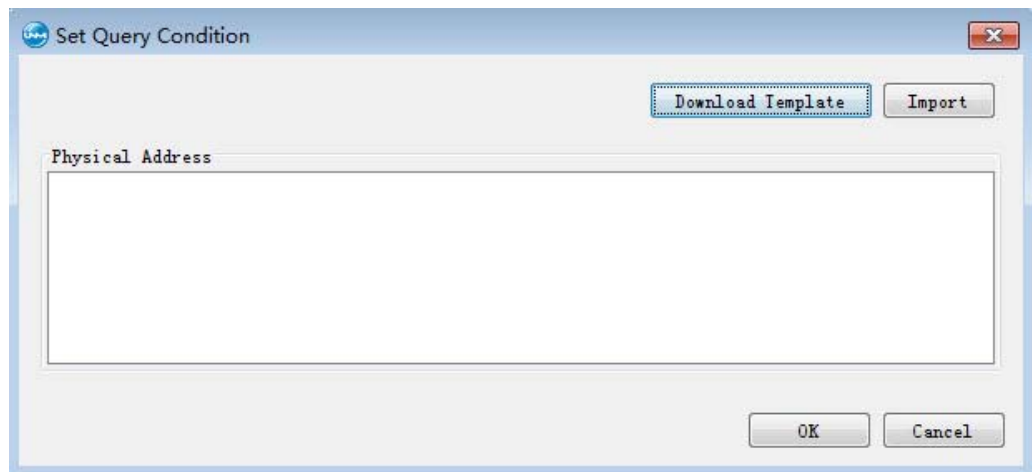 Set Query Condition
Download Template
Import
Physical Address
OK
Cancel